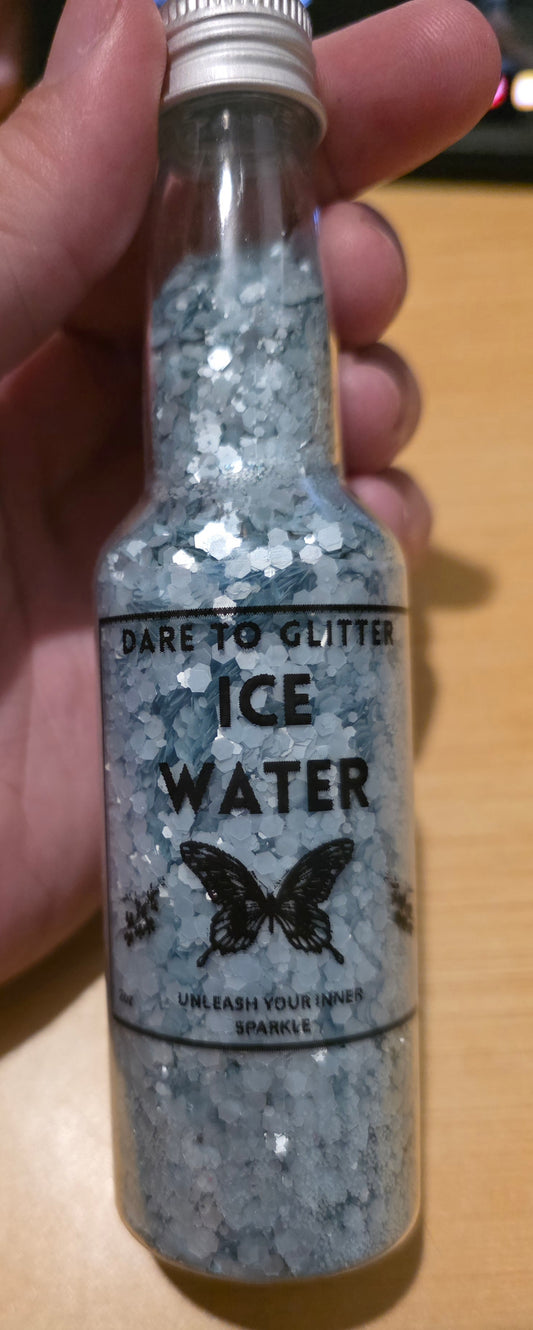 DARE TO GLITTER
ICE
WATER
UNLEASH YOUR INNER
SPARKLE